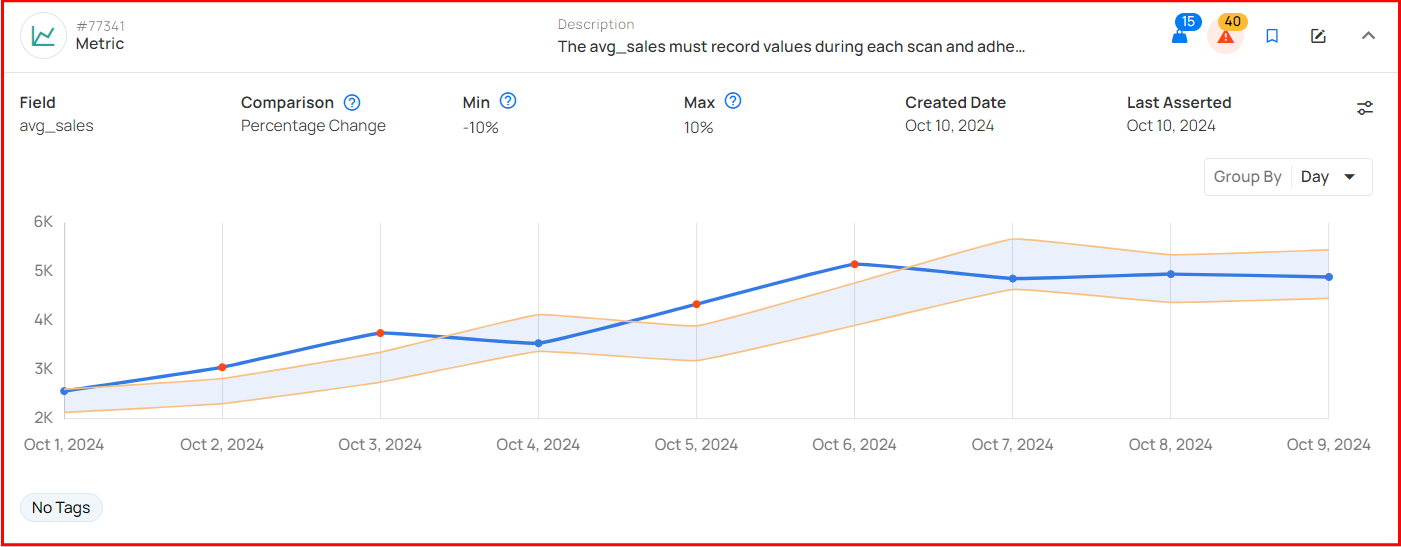 #77341
Metric
Description
The avg_sales must record values during each scan and adhe...
15
40
Field
avg_sales
Comparison
Percentage Change
Min
-10%
Max
10%
Created Date
Oct 10, 2024
Last Asserted
Oct 10, 2024
Group By Day
6K
5K
4K
3K
2K
Oct 1, 2024 Oct 2, 2024 Oct 3, 2024 Oct 4, 2024 Oct 5, 2024 Oct 6, 2024 Oct 7, 2024 Oct 8, 2024 Oct 9, 2024
No Tags